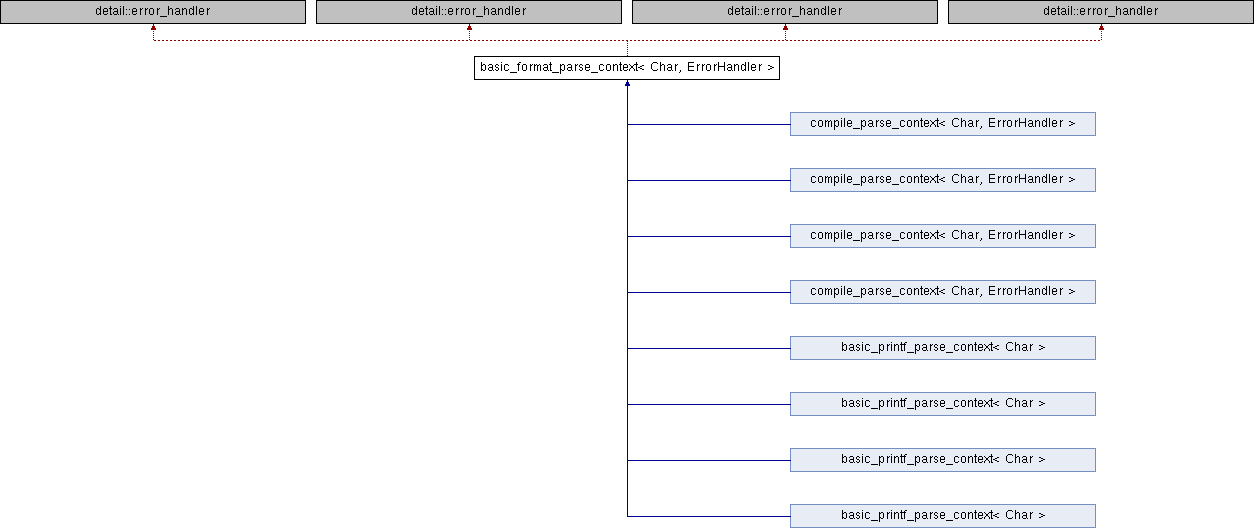 detail::error_handler
detail::error_handler
detail::error_handler
detail::error_handler
basic_format_parse_context< Char, ErrorHandler >
compile_parse_context< Char, ErrorHandler >
compile_parse_context< Char, ErrorHandler >
compile_parse_context< Char, ErrorHandler >
compile_parse_context< Char, ErrorHandler >
basic_printf_parse_context< Char >
basic_printf_parse_context< Char >
basic_printf_parse_context< Char >
basic_printf_parse_context< Char >